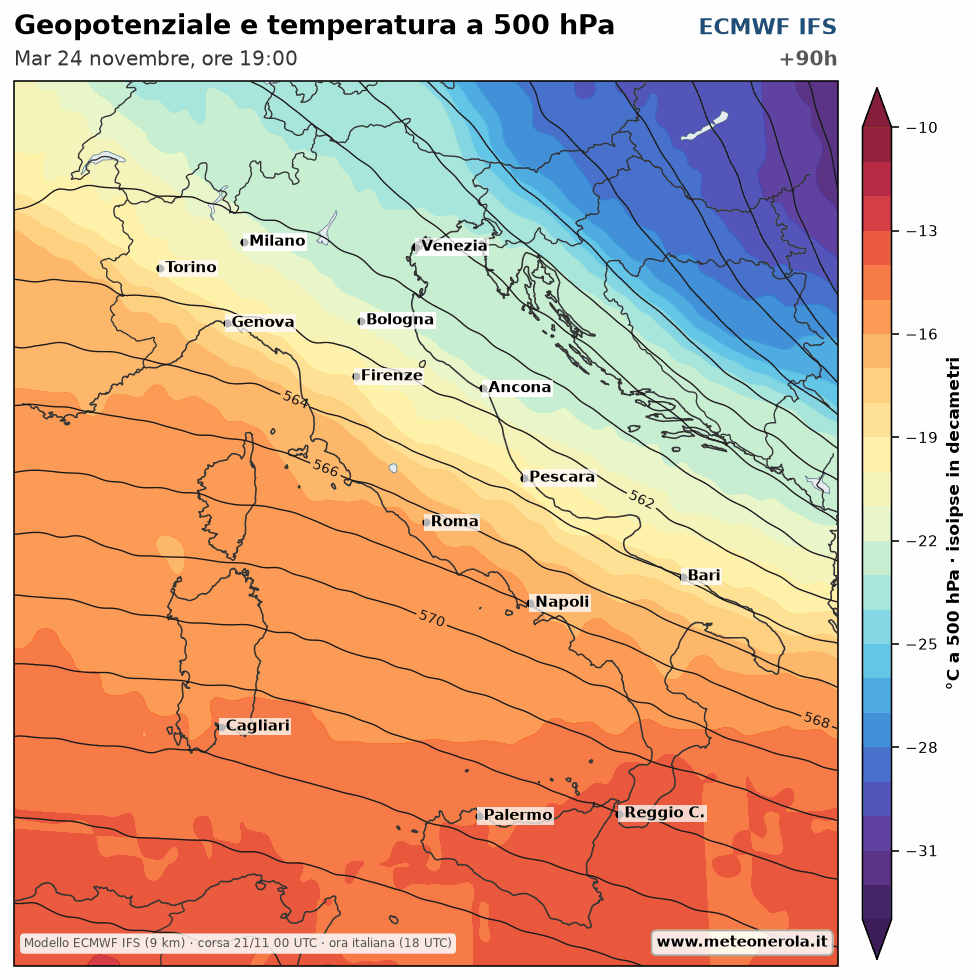 Geopotenziale e temperatura a 500 hPa
ECMWF IFS
Mar 24 novembre, ore 19:00
+90h
Milano
Venezia
Torino
Genova
Bologna
Firenze
Ancona
564
566
Pescara
562
Roma
Bari
Napoli
570
568
Cagliari
Palermo
Reggio C.
−10
−13
−16
−19
−22
−25
−28
−31
°C a 500 hPa · isoipse in decametri
Modello ECMWF IFS (9 km) · corsa 21/11 00 UTC · ora italiana (18 UTC)
www.meteonerola.it